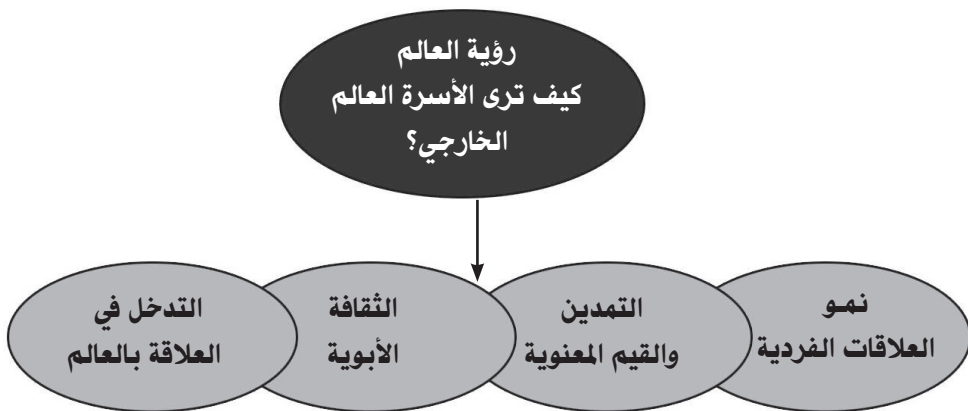 رؤية العالم
كيف ترى الأسرة العالم
الخارجي؟
نمـو
العلاقات الفردية
التمدين
والقيم المعنوية
الثقافة
الأبوية
التدخل في
العلاقة بالعالم